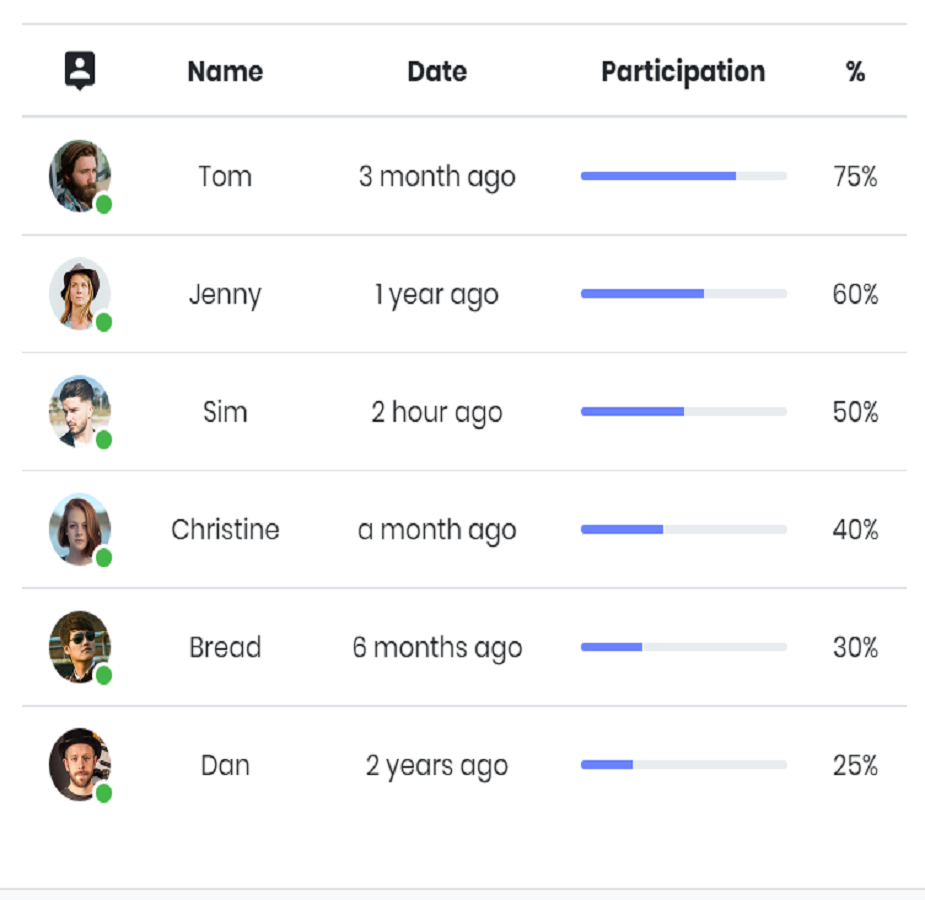 Name Date Participation %
Tom 3 month ago 75%
Jenny 1 year ago 60%
Sim 2 hour ago 50%
Christine a month ago 40%
Bread 6 months ago 30%
Dan 2 years ago 25%